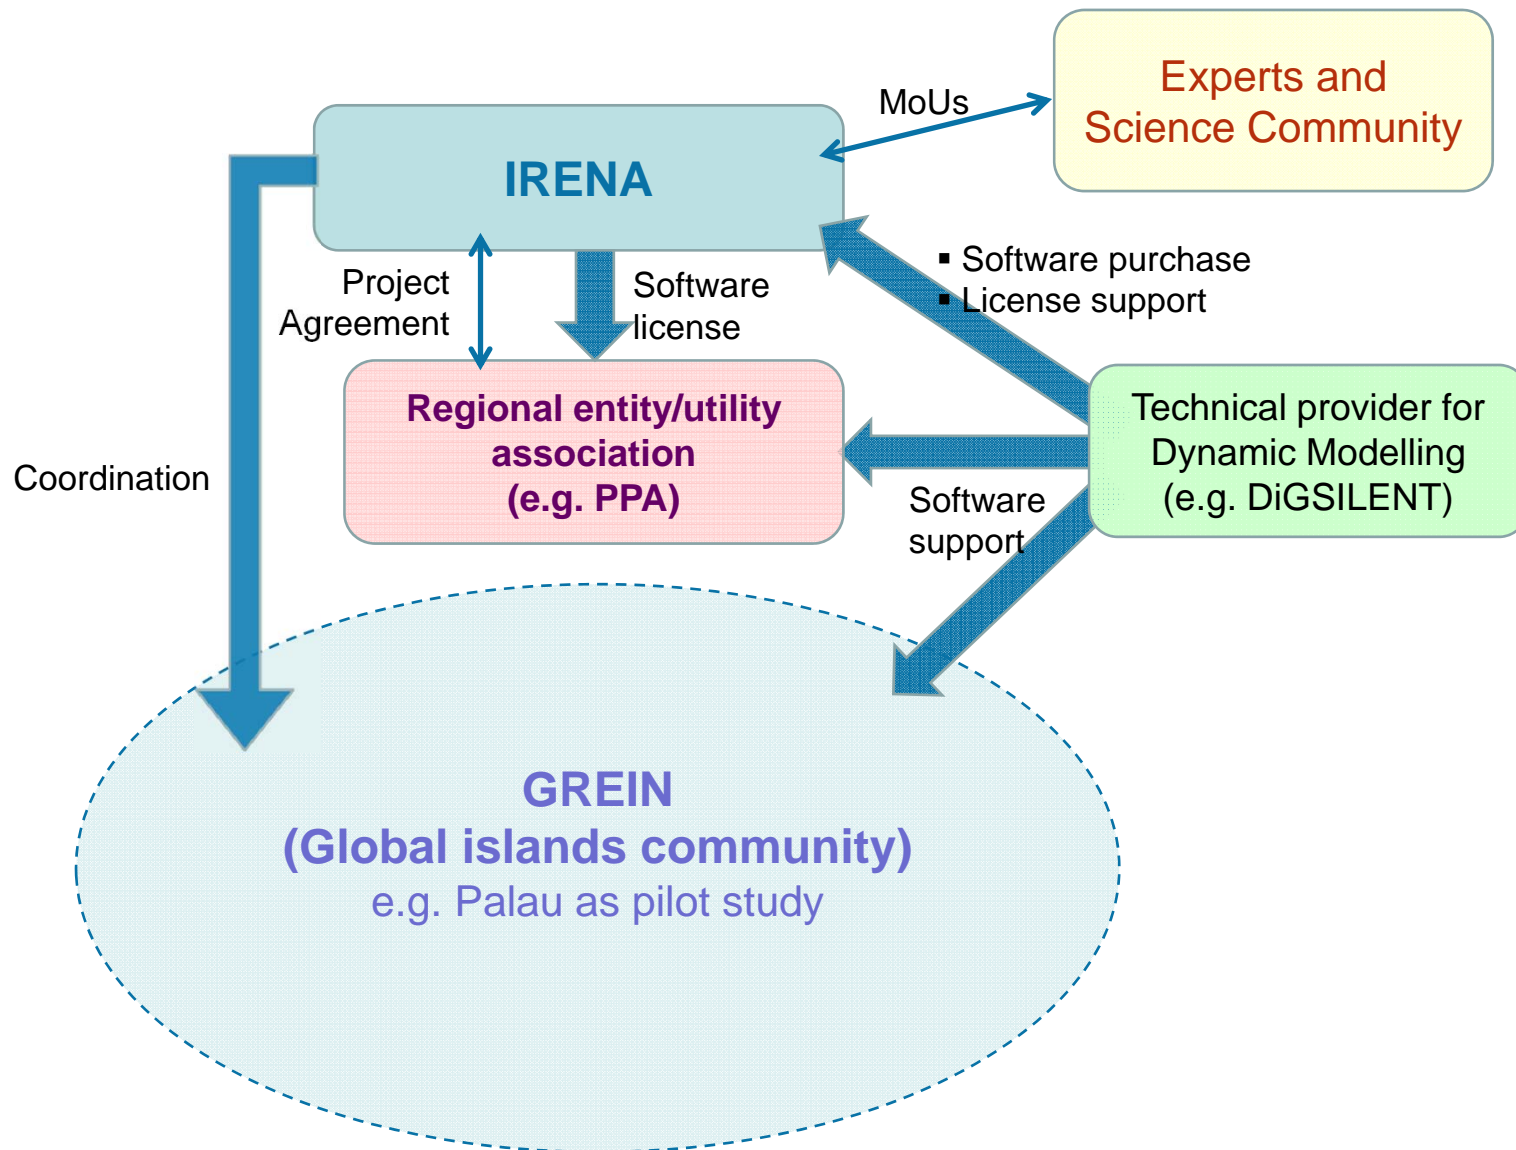 Experts and
Science Community
MoUs
IRENA
▪ Software purchase
▪ License support
Project
Agreement
Software
license
Regional entity/utility
association
(e.g. PPA)
Technical provider for
Dynamic Modelling
(e.g. DiGSILENT)
Coordination
Software
support
GREIN
(Global islands community)
e.g. Palau as pilot study